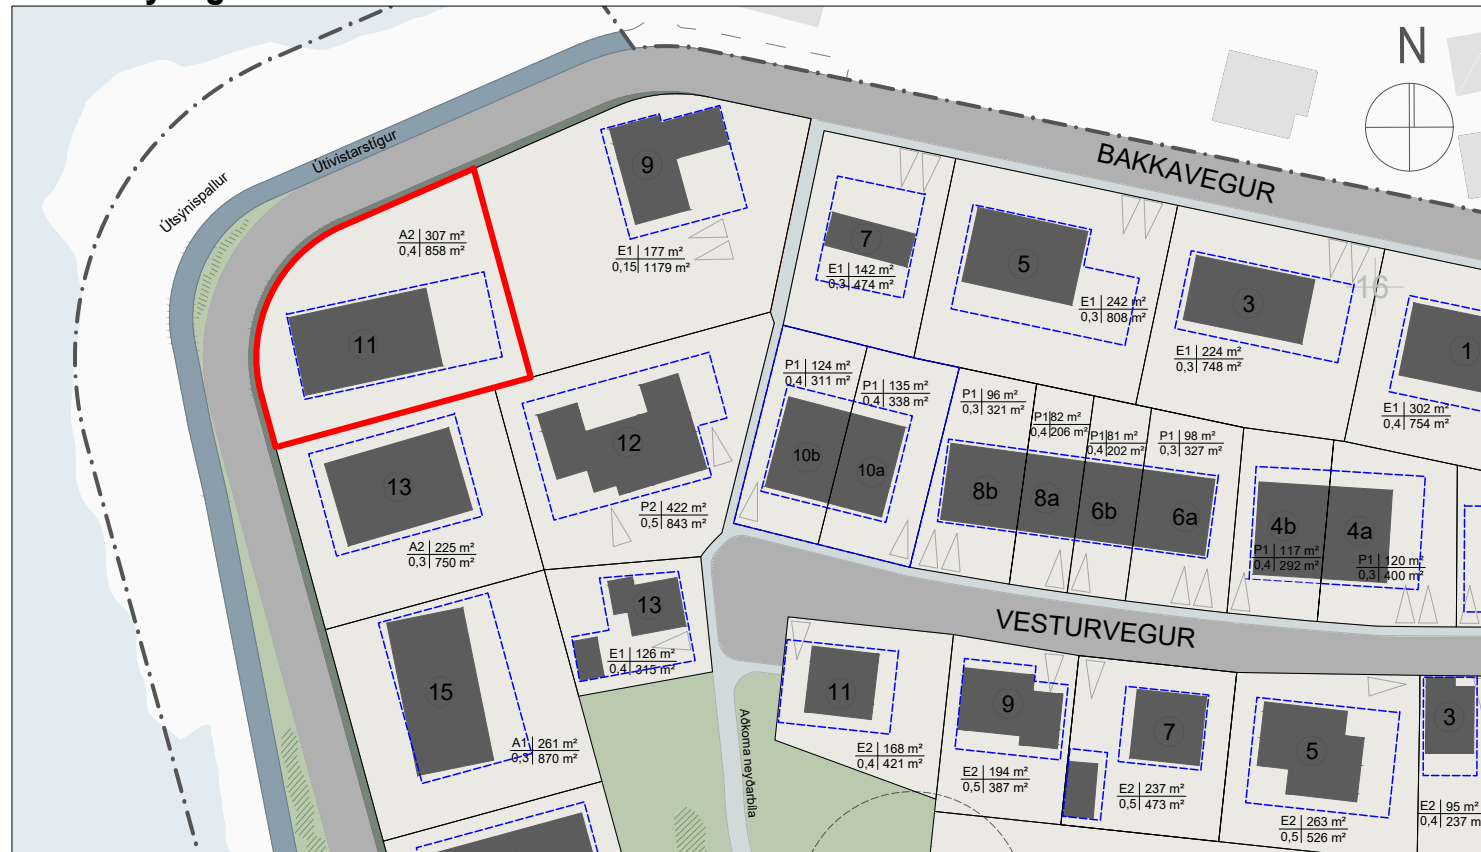 N
BAKKAVEGUR
Útivistarstígur
Útsýnispallur
9
E1 177 m²
0,15 1179 m²
A2 307 m²
0,4 858 m²
11
7
E1 142 m²
0,3 474 m²
5
E1 242 m²
0,3 808 m²
3
E1 224 m²
0,3 748 m²
16
1
E1 302 m²
0,4 754 m²
12
P2 422 m²
0,5 843 m²
13
A2 225 m²
0,3 750 m²
P1 124 m²
0,4 311 m²
10b
P1 135 m²
0,4 338 m²
10a
P1 96 m²
0,3 321 m²
8b
P1 82 m²
0,4 206 m²
8a
P1 81 m²
0,4 202 m²
6b
P1 98 m²
0,3 327 m²
6a
4b
P1 117 m²
0,4 292 m²
4a
P1 120 m²
0,3 400 m²
13
E1 126 m²
0,4 315 m²
VESTURVEGUR
15
A1 261 m²
0,3 870 m²
Aðkoma neyðarbíla
11
E2 168 m²
0,4 421 m²
9
E2 194 m²
0,5 387 m²
7
E2 237 m²
0,5 473 m²
5
E2 263 m²
0,5 526 m²
3
E2 95 m²
0,4 237 m